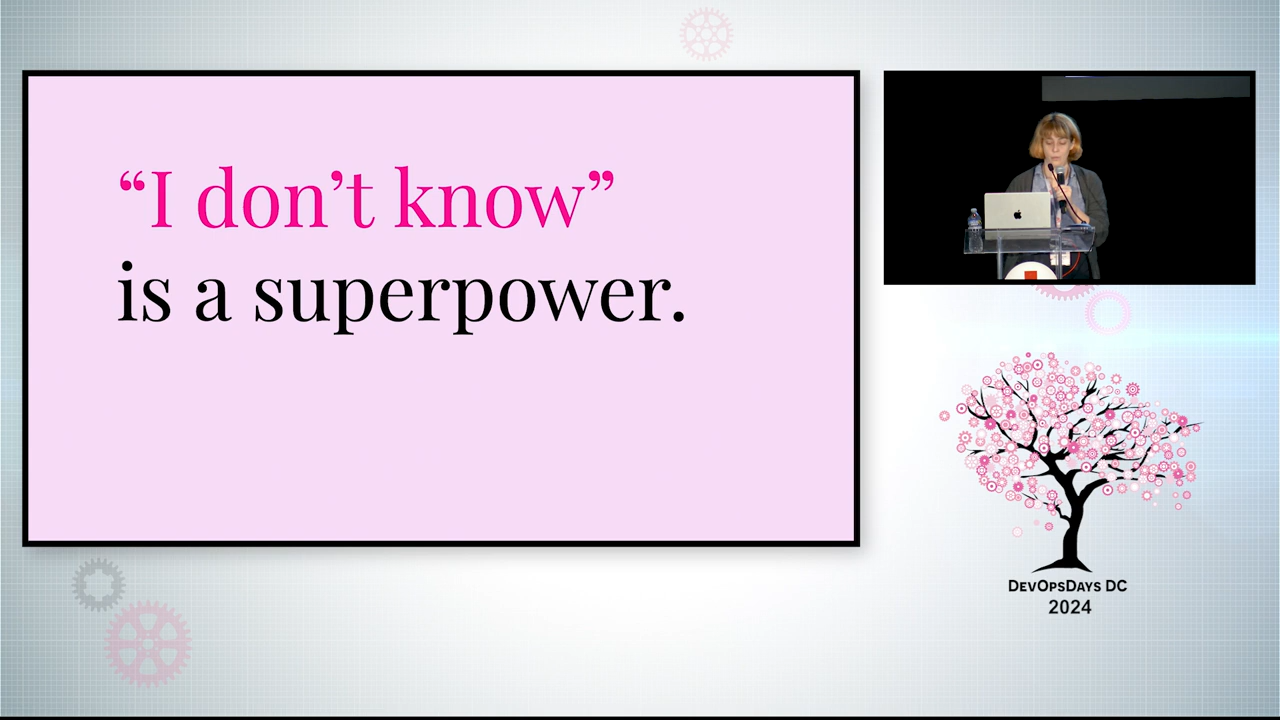 “I don’t know”
is a superpower.
DevOpsDays DC
2024